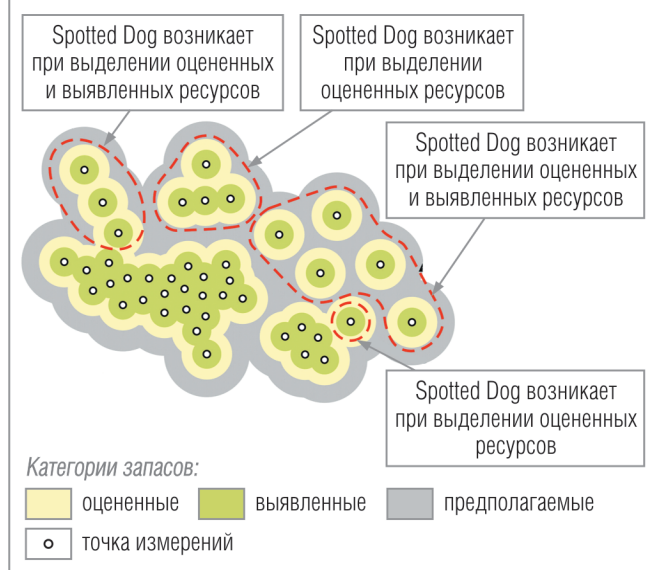 Spotted Dog возникает
при выделении оцененных
и выявленных ресурсов
Spotted Dog возникает
при выделении
оцененных ресурсов
Spotted Dog возникает
при выделении оцененных
и выявленных ресурсов
Spotted Dog возникает
при выделении оцененных
ресурсов
Категории запасов:
оцененные
выявленные
предполагаемые
точка измерений